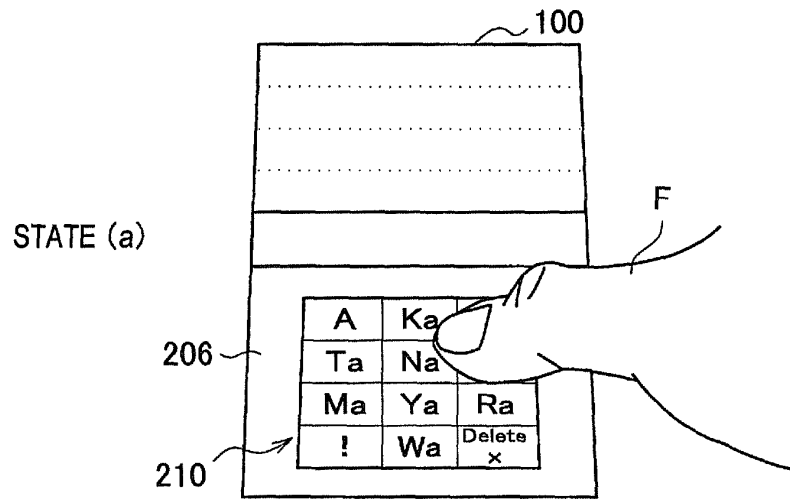 100
F
STATE (a)
A Ka
206 Ta Na
Ma Ya Ra
! Wa Delete ×
210